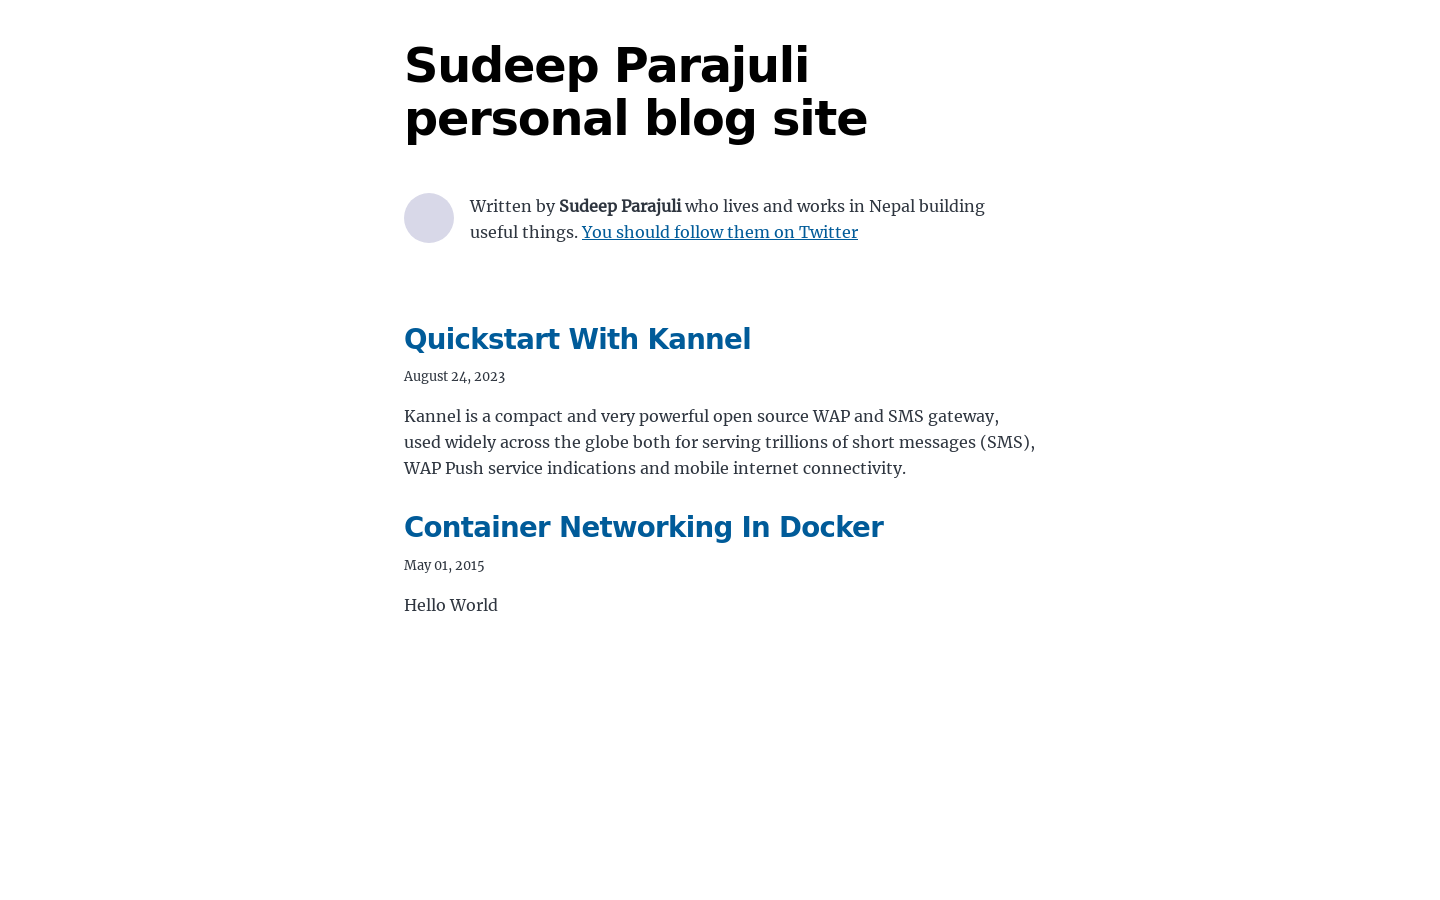 Sudeep Parajuli
personal blog site
Written by Sudeep Parajuli who lives and works in Nepal building
useful things. You should follow them on Twitter
Quickstart With Kannel
August 24, 2023
Kannel is a compact and very powerful open source WAP and SMS gateway,
used widely across the globe both for serving trillions of short messages (SMS),
WAP Push service indications and mobile internet connectivity.
Container Networking In Docker
May 01, 2015
Hello World